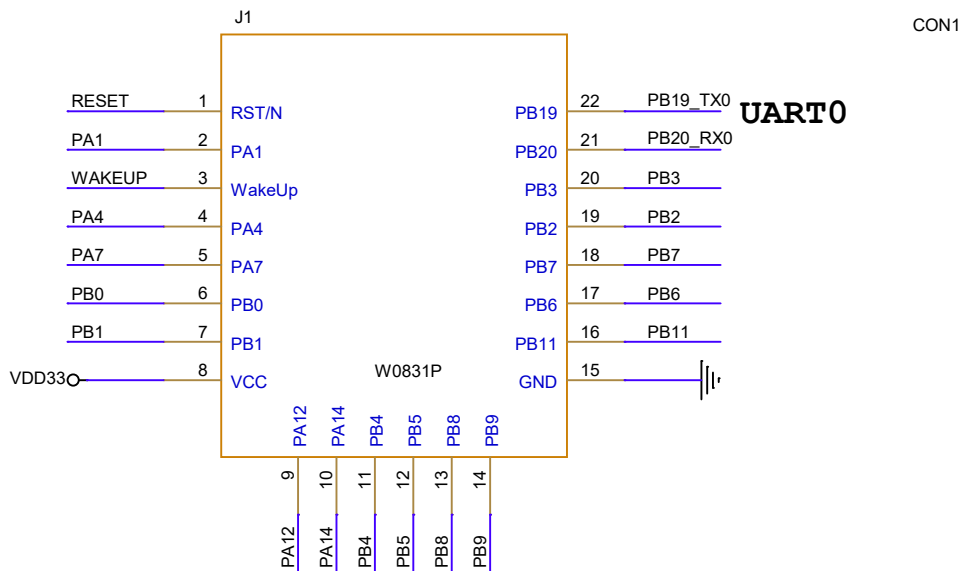 J1
CON1
RESET 1 RST/N PB19 22 PB19_TX0 UART0
PA1 2 PA1 PB20 21 PB20_RX0
WAKEUP 3 WakeUp PB3 20 PB3
PA4 4 PA4 PB2 19 PB2
PA7 5 PA7 PB7 18 PB7
PB0 6 PB0 PB6 17 PB6
PB1 7 PB1 PB11 16 PB11
VDD33 8 VCC W0831P GND 15
PA12 PA14 PB4 PB5 PB8 PB9
9 10 11 12 13 14
PA12 PA14 PB4 PB5 PB8 PB9